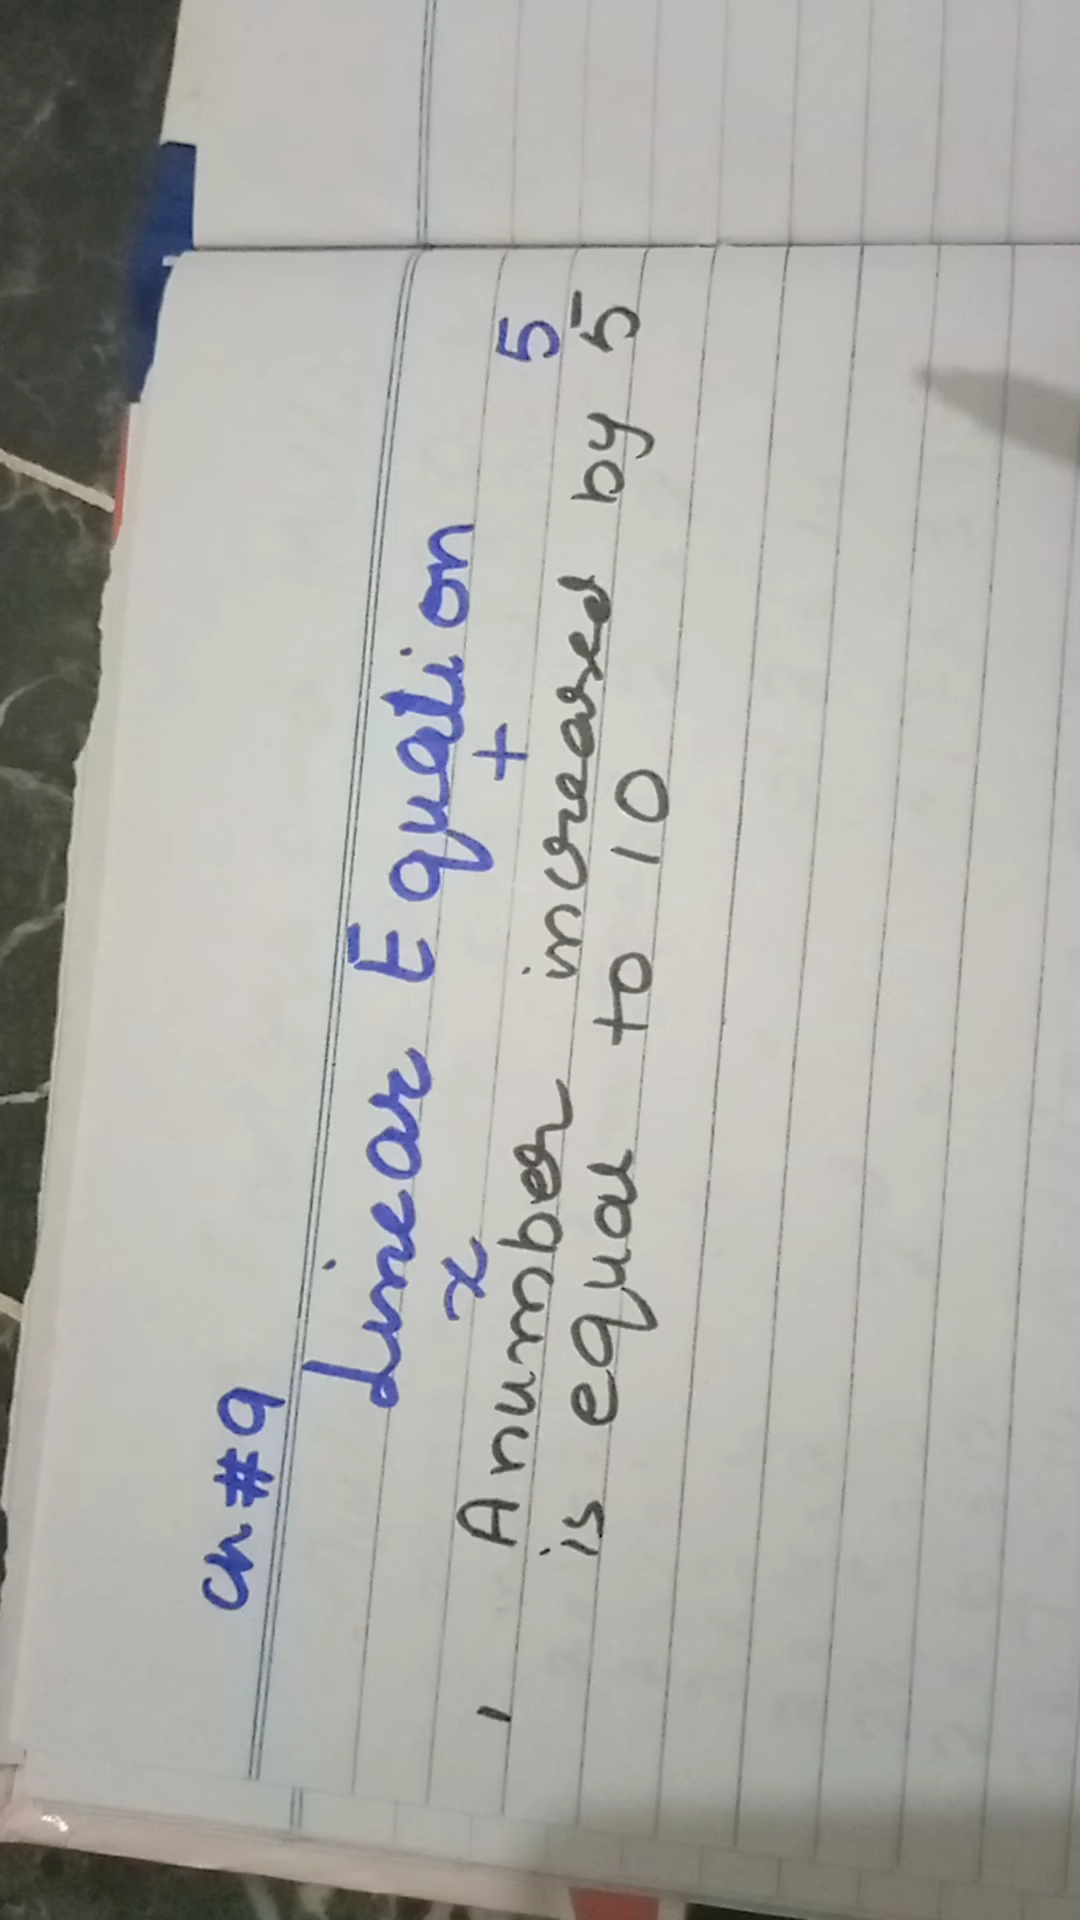 Ch#9
Linear Equation
x + 5
1 A number increased by 5
is equal to 10